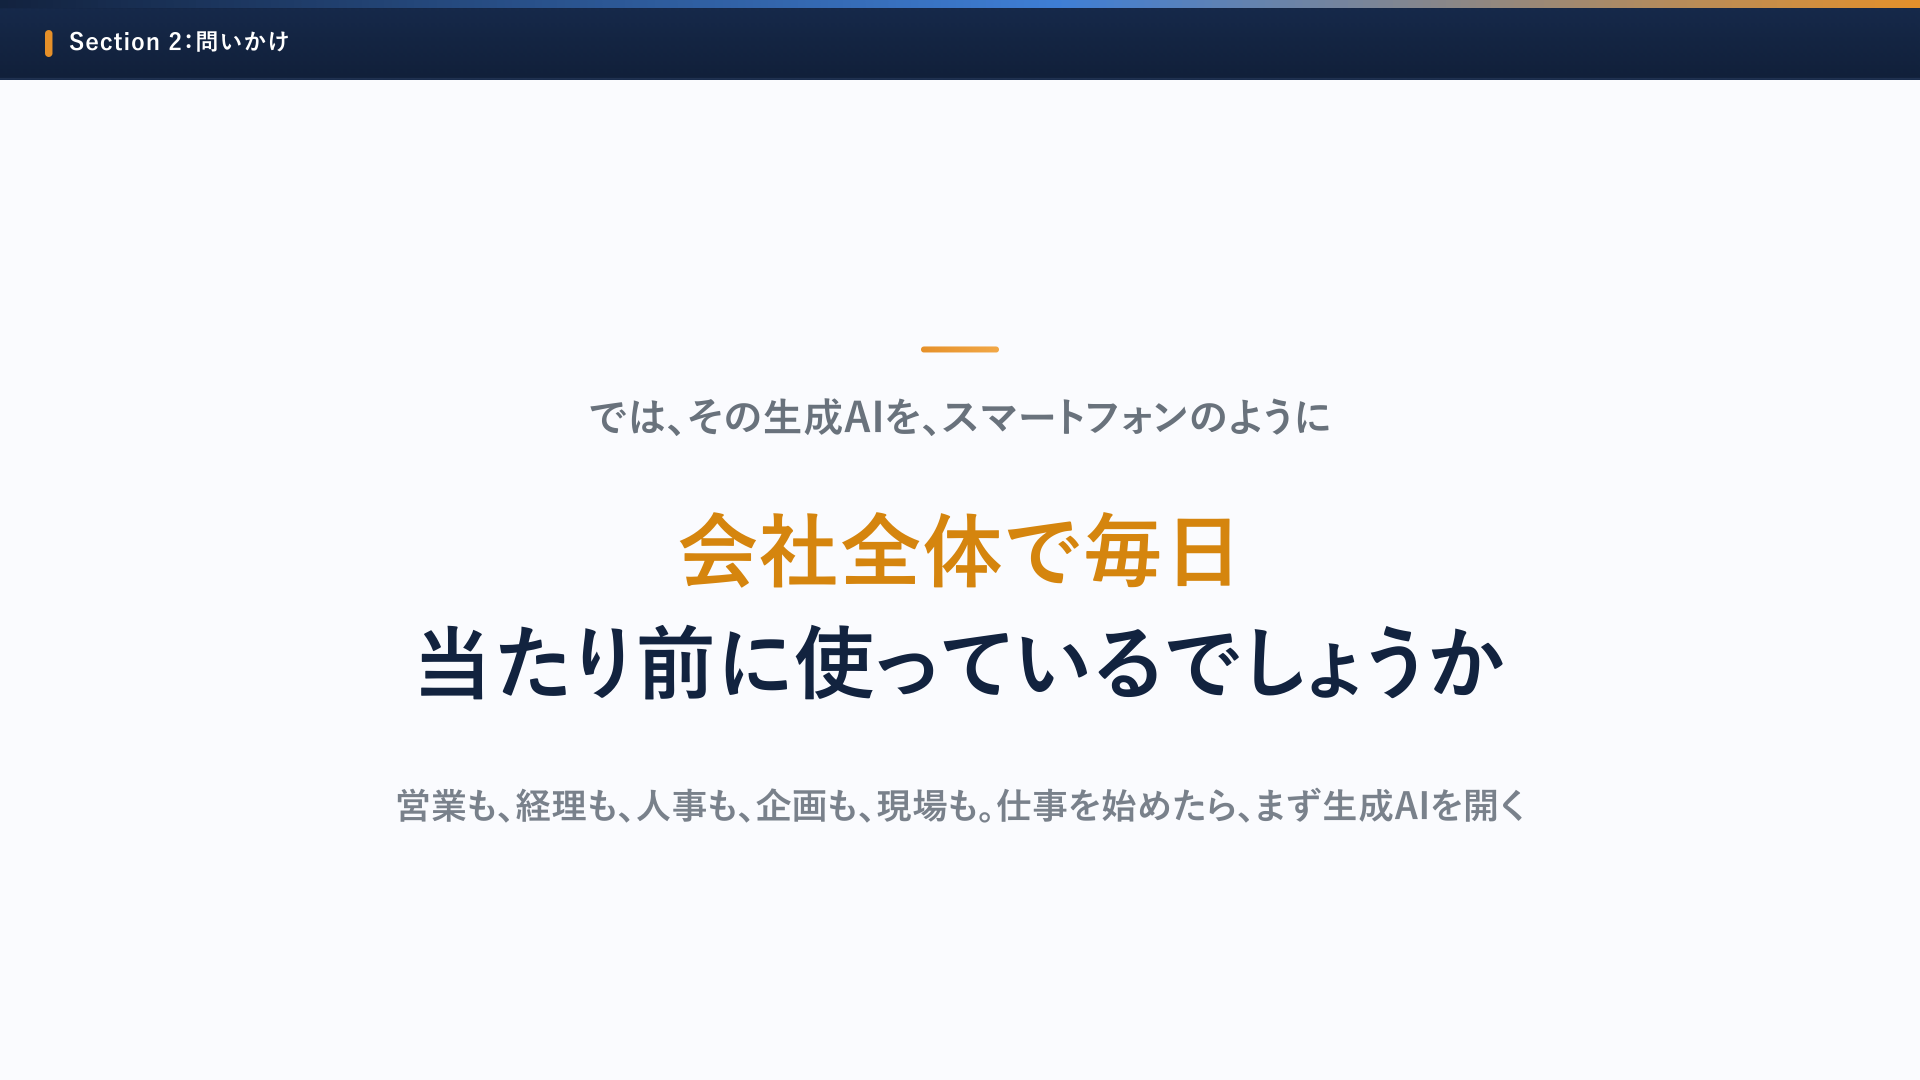 Section 2：問いかけ
では、その生成AIを、スマートフォンのように
会社全体で毎日
当たり前に使っているでしょうか
営業も、経理も、人事も、企画も、現場も。仕事を始めたら、まず生成AIを開く